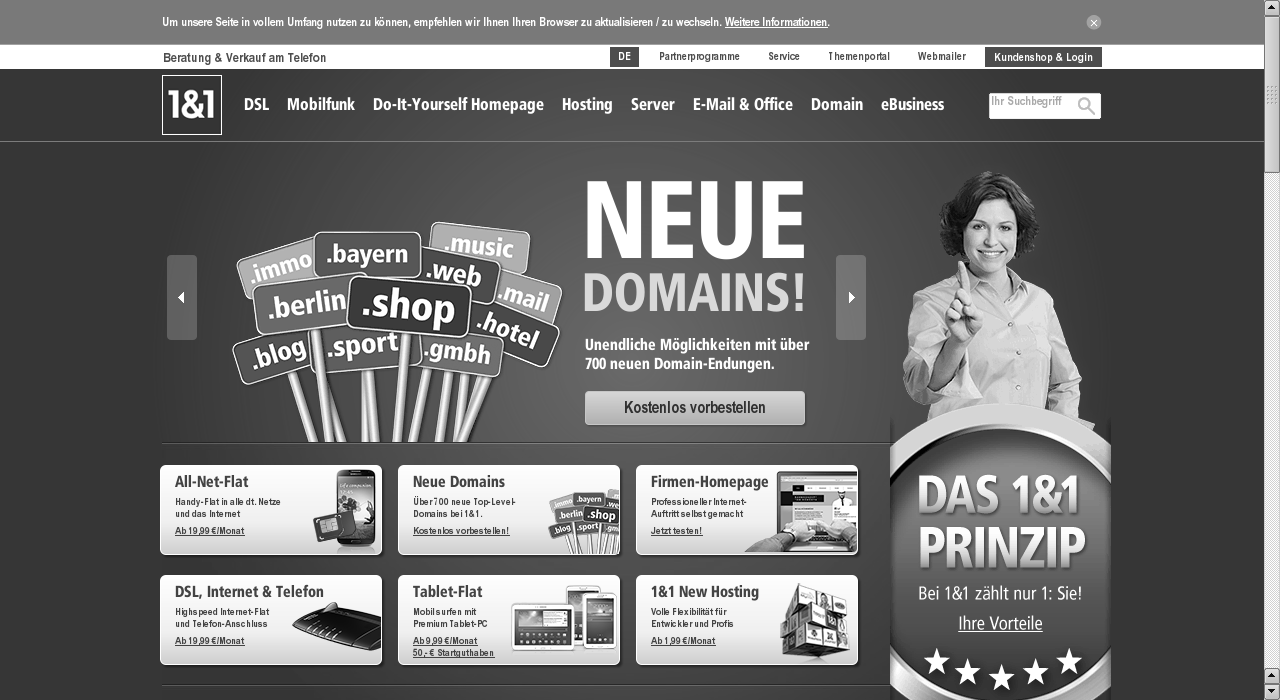 Um unsere Seite in vollem Umfang nutzen zu können, empfehlen wir Ihnen Ihren Browser zu aktualisieren / zu wechseln. Weitere Informationen.
Beratung & Verkauf am Telefon
DE Partnerprogramme Service Themenportal Webmailer Kundenshop & Login
1&1 DSL Mobilfunk Do-It-Yourself Homepage Hosting Server E-Mail & Office Domain eBusiness Ihr Suchbegriff
.immo .bayern .music
.berlin .web .mail
.shop .hotel
.blog .sport .gmbh
NEUE
DOMAINS!
Unendliche Möglichkeiten mit über
700 neuen Domain-Endungen.
Kostenlos vorbestellen
All-Net-Flat
Handy-Flat in alle dt. Netze
und das Internet
Ab 19,99 €/Monat
Neue Domains
Über 700 neue Top-Level-
Domains bei 1&1.
Kostenlos vorbestellen!
.immo .bayern
.berlin .shop
.blog .sport .gm
Firmen-Homepage
Professioneller Internet-
Auftritt selbst gemacht
Jetzt testen!
DSL, Internet & Telefon
Highspeed Internet-Flat
und Telefon-Anschluss
Ab 19,99 €/Monat
Tablet-Flat
Mobil surfen mit
Premium Tablet-PC
Ab 9,99 €/Monat
50,- € Startguthaben
1&1 New Hosting
Volle Flexibilität für
Entwickler und Profis
Ab 1,99 €/Monat
DAS 1&1
PRINZIP
Bei 1&1 zählt nur 1: Sie!
Ihre Vorteile